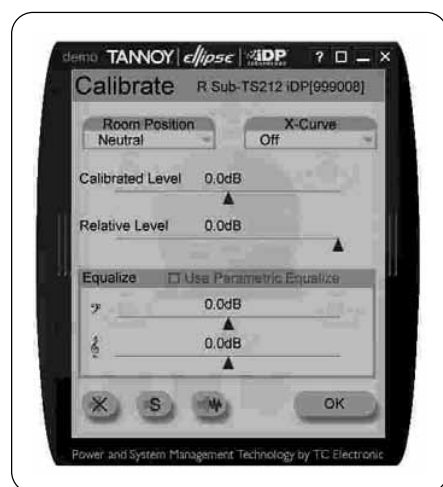 demo TANNOY ellipse iDP ? □ — ×
Calibrate R Sub-TS212 iDP[999008]
Room Position X-Curve
Neutral Off
Calibrated Level 0.0dB
Relative Level 0.0dB
Equalize □ Use Parametric Equalize
0.0dB
0.0dB
S OK
Power and System Management Technology by TC Electronic